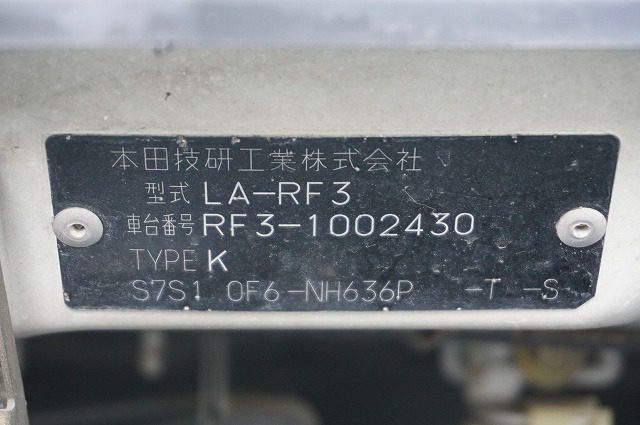 本田技研工業株式会社
型式 LA-RF3
車台番号 RF3-1002430
TYPE K
S7S1 0F6-NH636P -T -S